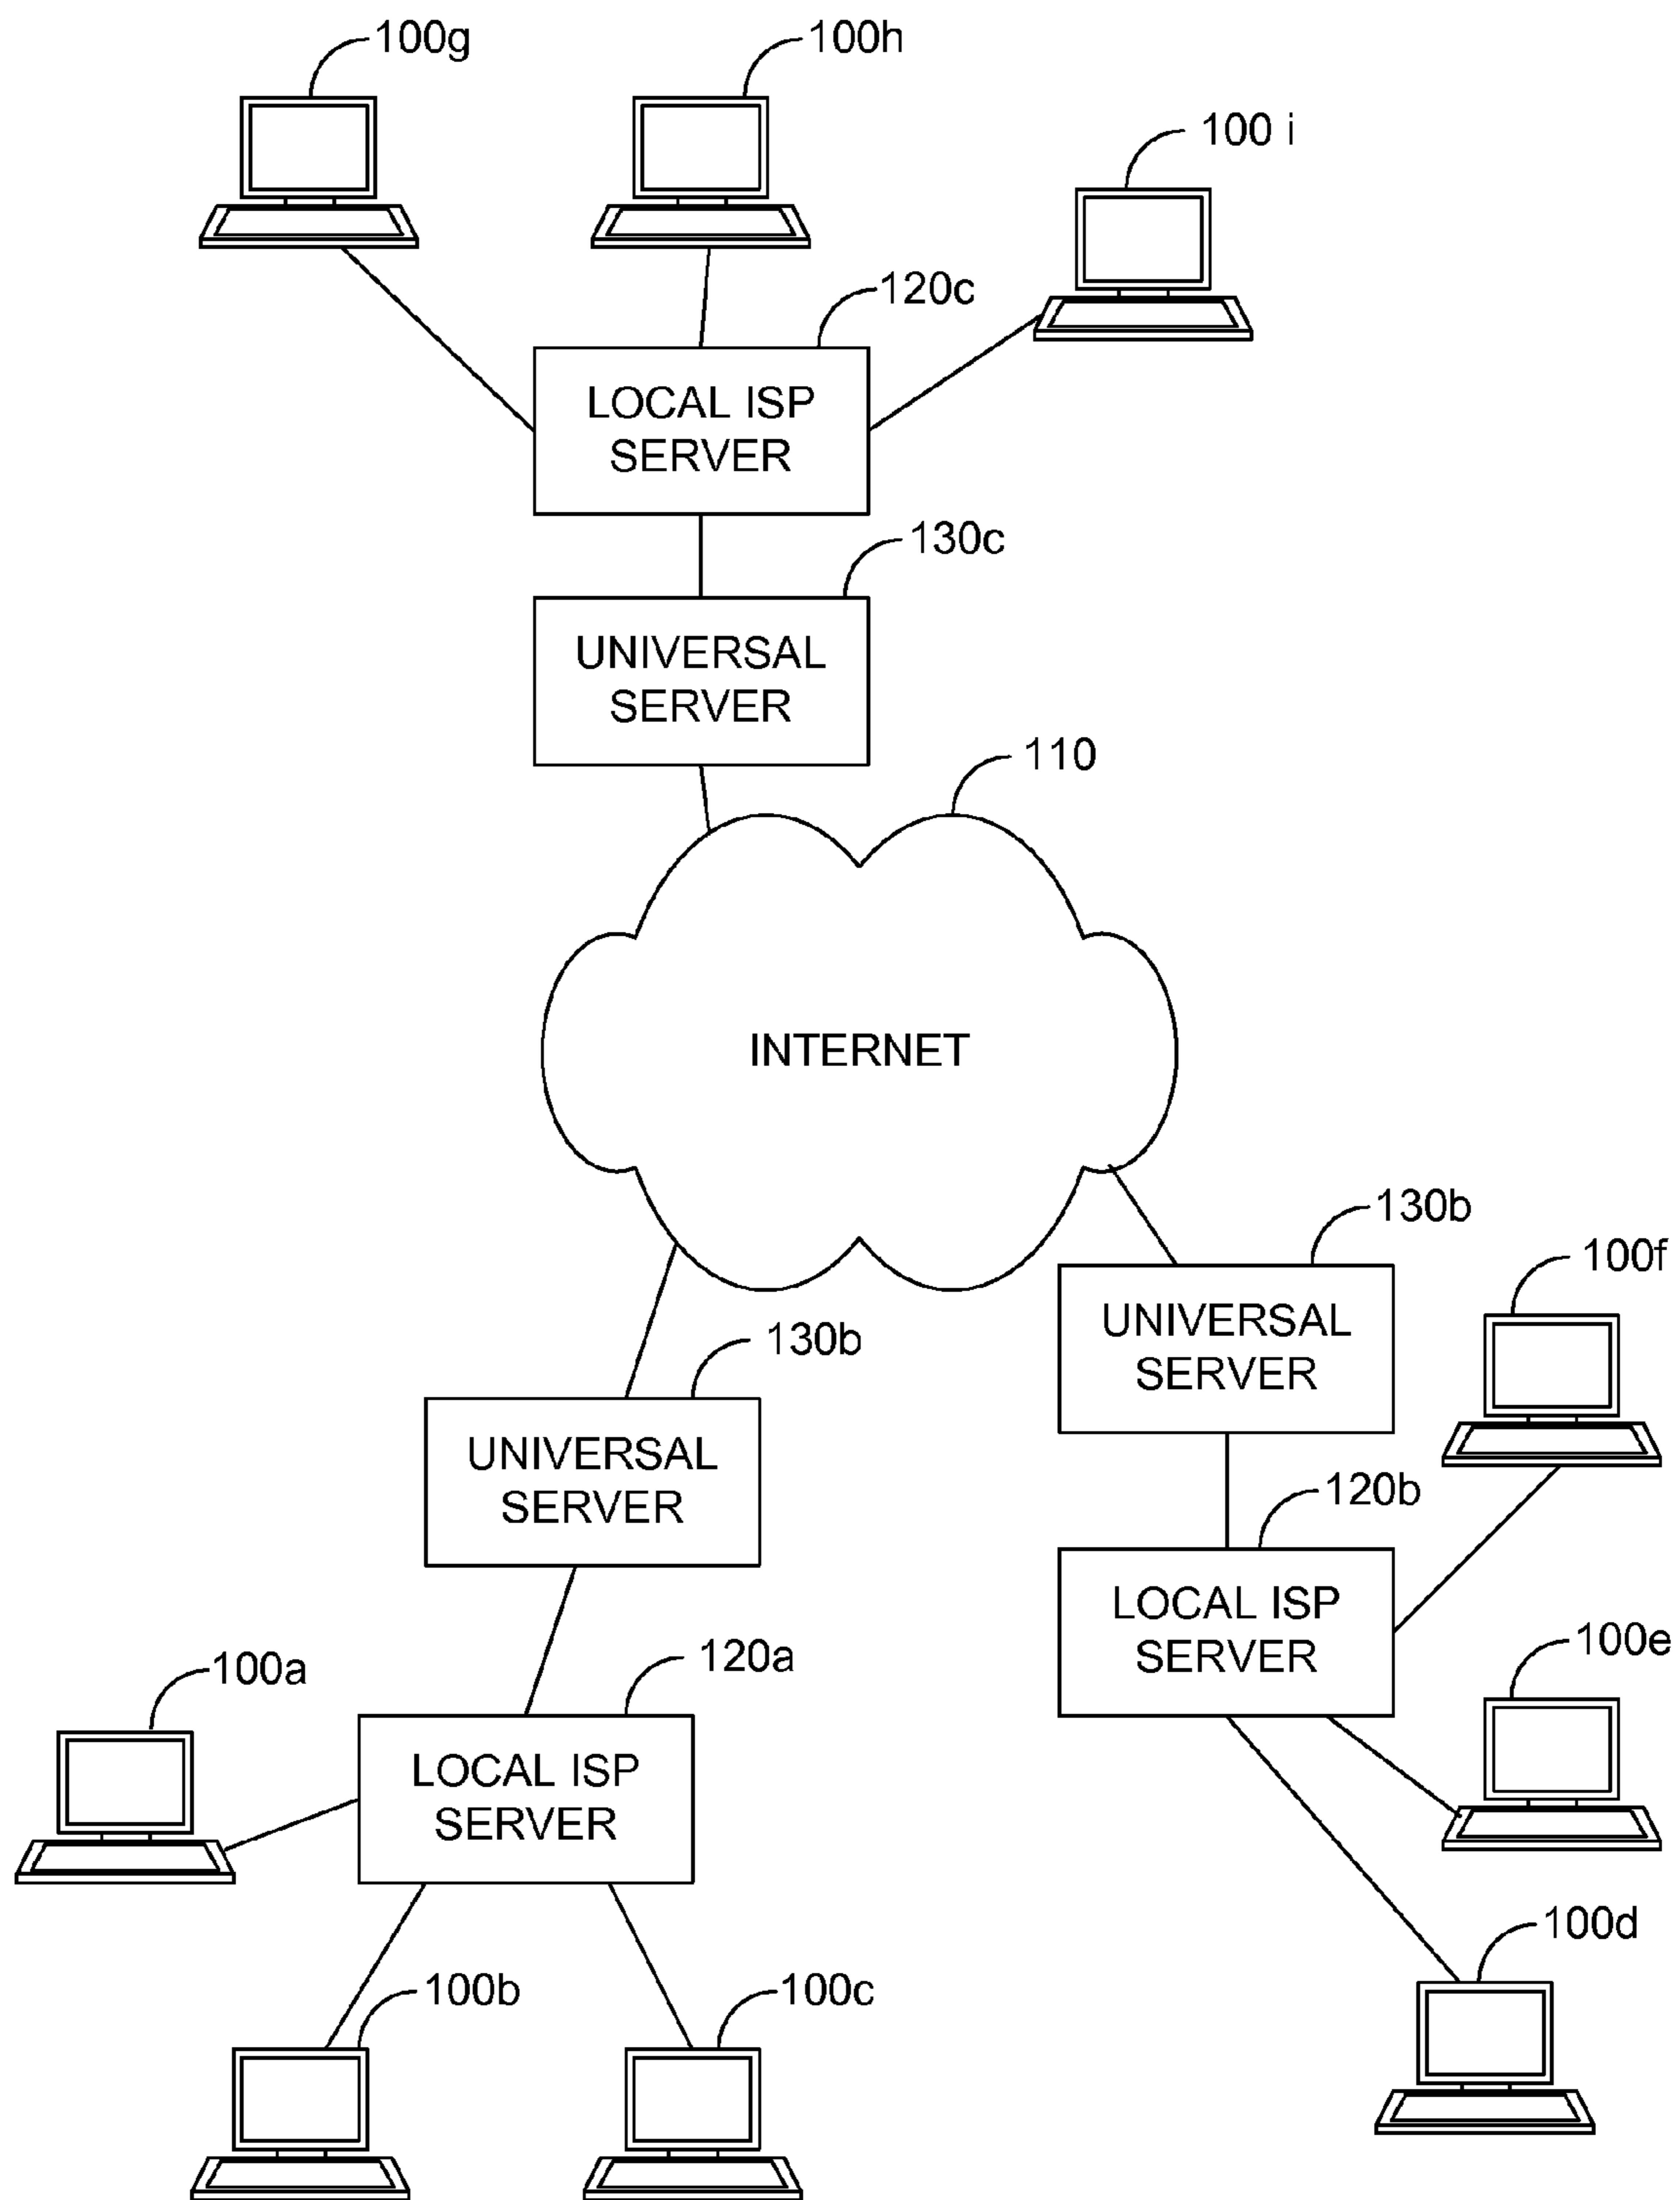 100g
100h
100 i
120c
LOCAL ISP
SERVER
130c
UNIVERSAL
SERVER
110
INTERNET
130b
100f
UNIVERSAL
SERVER
130b
UNIVERSAL
SERVER
120b
LOCAL ISP
SERVER
100e
120a
100a
LOCAL ISP
SERVER
100d
100b
100c